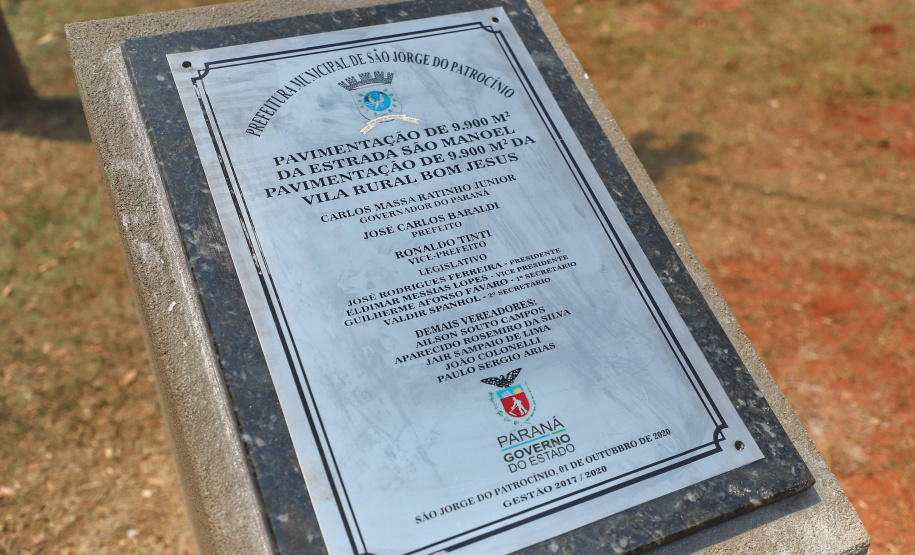 PREFEITURA MUNICIPAL DE SÃO JORGE DO PATROCÍNIO
PAVIMENTAÇÃO DE 9.900 M²
DA ESTRADA SÃO MANOEL
PAVIMENTAÇÃO DE 9.900 M² DA
VILA RURAL BOM JESUS
CARLOS MASSA RATINHO JUNIOR
GOVERNADOR DO PARANÁ
JOSÉ CARLOS BARALDI
PREFEITO
RONALDO TINTI
VICE-PREFEITO
LEGISLATIVO
JOSÉ RODRIGUES FERREIRA - PRESIDENTE
ELDIMAR MESSIAS LOPES - VICE PRESIDENTE
GUILHERME AFONSO FÁVARO - 1º SECRETÁRIO
VALDIR SPANHOL - 2º SECRETÁRIO
DEMAIS VEREADORES:
AILSON SOUTO CAMPOS
APARECIDO ROSEMIRO DA SILVA
JAIR SAMPAIO DE LIMA
JOÃO COLONELLI
PAULO SERGIO ARIAS
PARANÁ
GOVERNO
DO ESTADO
SÃO JORGE DO PATROCÍNIO, 01 DE OUTUBBRO DE 2020
GESTÃO 2017 / 2020